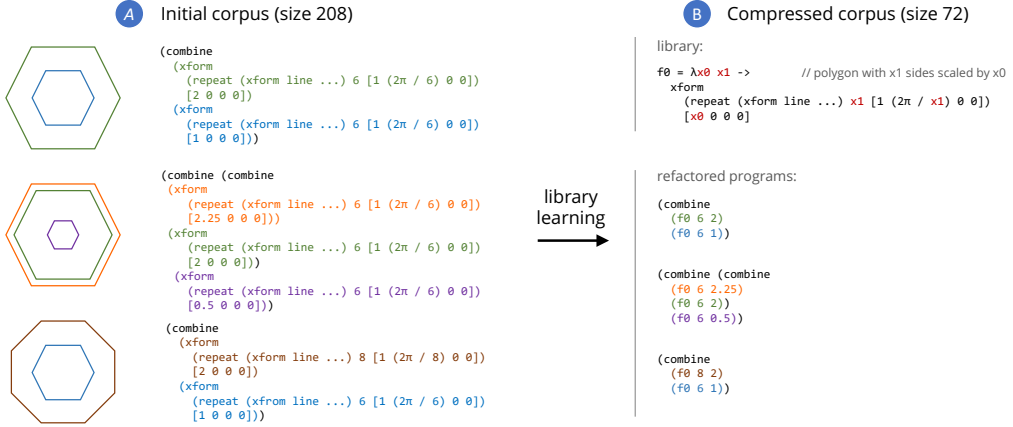 A Initial corpus (size 208)
(combine
(xform
(repeat (xform line ...) 6 [1 (2π / 6) 0 0])
[2 0 0 0])
(xform
(repeat (xform line ...) 6 [1 (2π / 6) 0 0])
[1 0 0 0]))
(combine (combine
(xform
(repeat (xform line ...) 6 [1 (2π / 6) 0 0])
[2.25 0 0 0]))
(xform
(repeat (xform line ...) 6 [1 (2π / 6) 0 0])
[2 0 0 0]))
(xform
(repeat (xform line ...) 6 [1 (2π / 6) 0 0])
[0.5 0 0 0]))
(combine
(xform
(repeat (xform line ...) 8 [1 (2π / 8) 0 0])
[2 0 0 0])
(xform
(repeat (xfrom line ...) 6 [1 (2π / 6) 0 0])
[1 0 0 0]))
library
learning
B Compressed corpus (size 72)
library:
f0 = λx0 x1 -> // polygon with x1 sides scaled by x0
xform
(repeat (xform line ...) x1 [1 (2π / x1) 0 0])
[x0 0 0 0]
refactored programs:
(combine
(f0 6 2)
(f0 6 1))
(combine (combine
(f0 6 2.25)
(f0 6 2))
(f0 6 0.5))
(combine
(f0 8 2)
(f0 6 1))